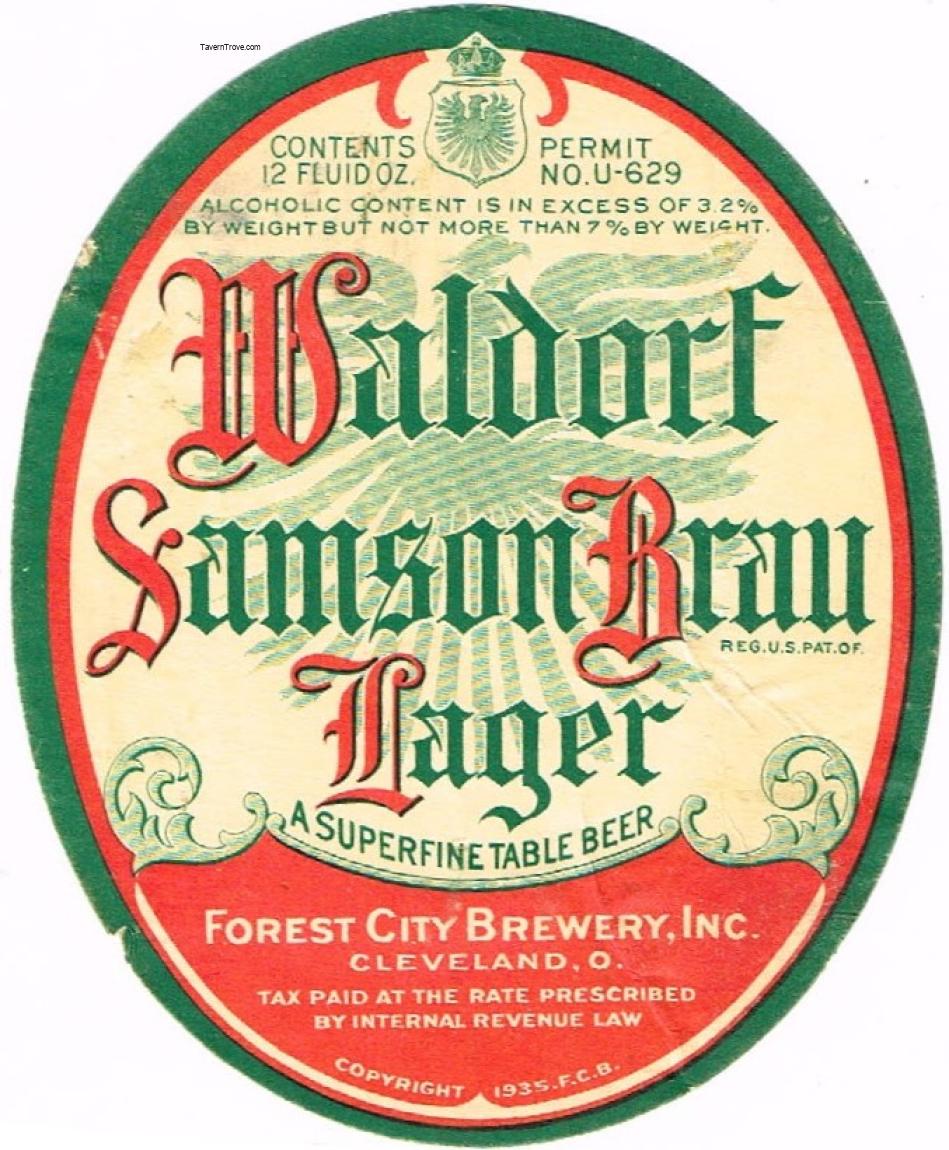 TavernTrove.com
CONTENTS
12 FLUID OZ.
PERMIT
NO. U-629
ALCOHOLIC CONTENT IS IN EXCESS OF 3.2%
BY WEIGHT BUT NOT MORE THAN 7% BY WEIGHT.
Waldorf
Samson Brau
REG.U.S.PAT.OF.
Lager
A SUPERFINE TABLE BEER
FOREST CITY BREWERY, INC.
CLEVELAND, O.
TAX PAID AT THE RATE PRESCRIBED
BY INTERNAL REVENUE LAW
COPYRIGHT 1935. F.C.B.